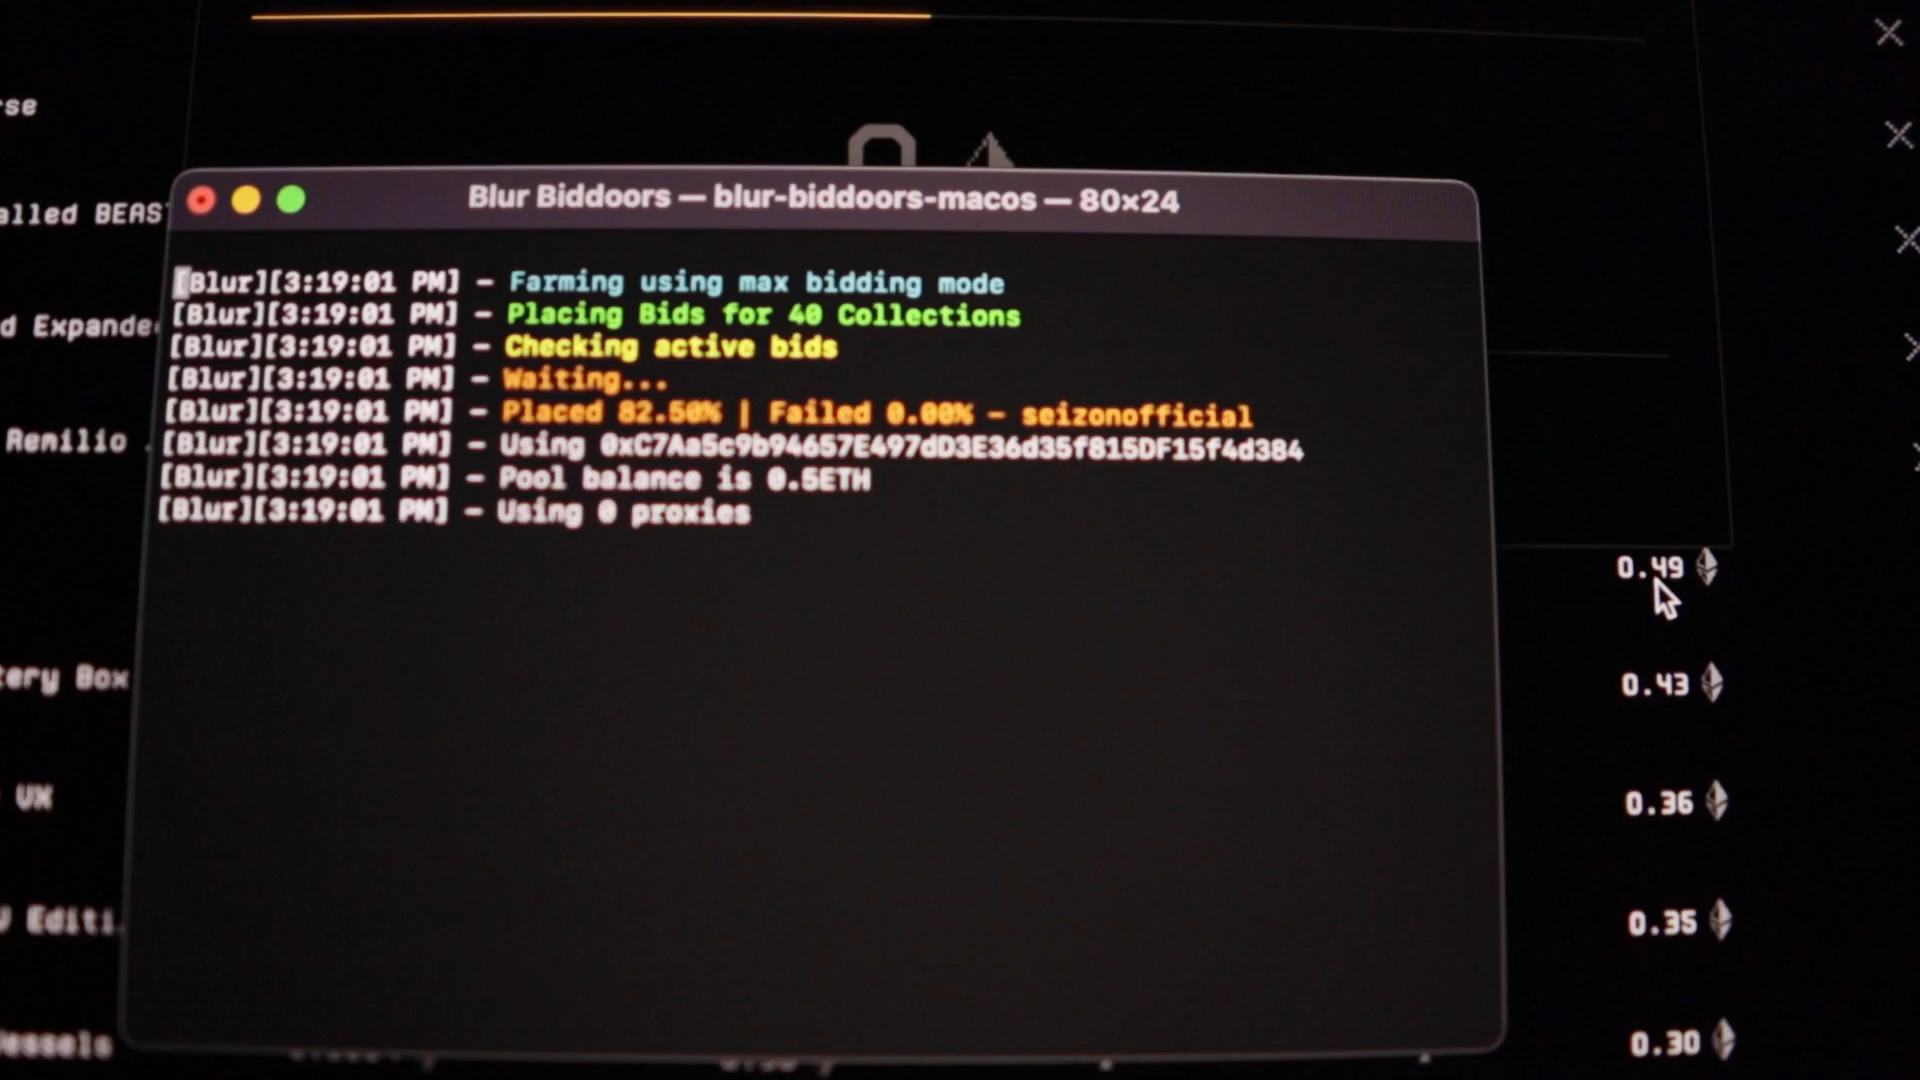 rse
alled BEAS
d Expande
Remilio
tery Box
UX
Editi
Vessels
Blur Biddoors — blur-biddoors-macos — 80×24
[Blur][3:19:01 PM] - Farming using max bidding mode
[Blur][3:19:01 PM] - Placing Bids for 40 Collections
[Blur][3:19:01 PM] - Checking active bids
[Blur][3:19:01 PM] - Waiting...
[Blur][3:19:01 PM] - Placed 82.50% | Failed 0.00% - seizonofficial
[Blur][3:19:01 PM] - Using 0xC7Aa5c9b94657E497dD3E36d35f815DF15f4d384
[Blur][3:19:01 PM] - Pool balance is 0.5ETH
[Blur][3:19:01 PM] - Using 0 proxies
0.49
0.43
0.36
0.35
0.30